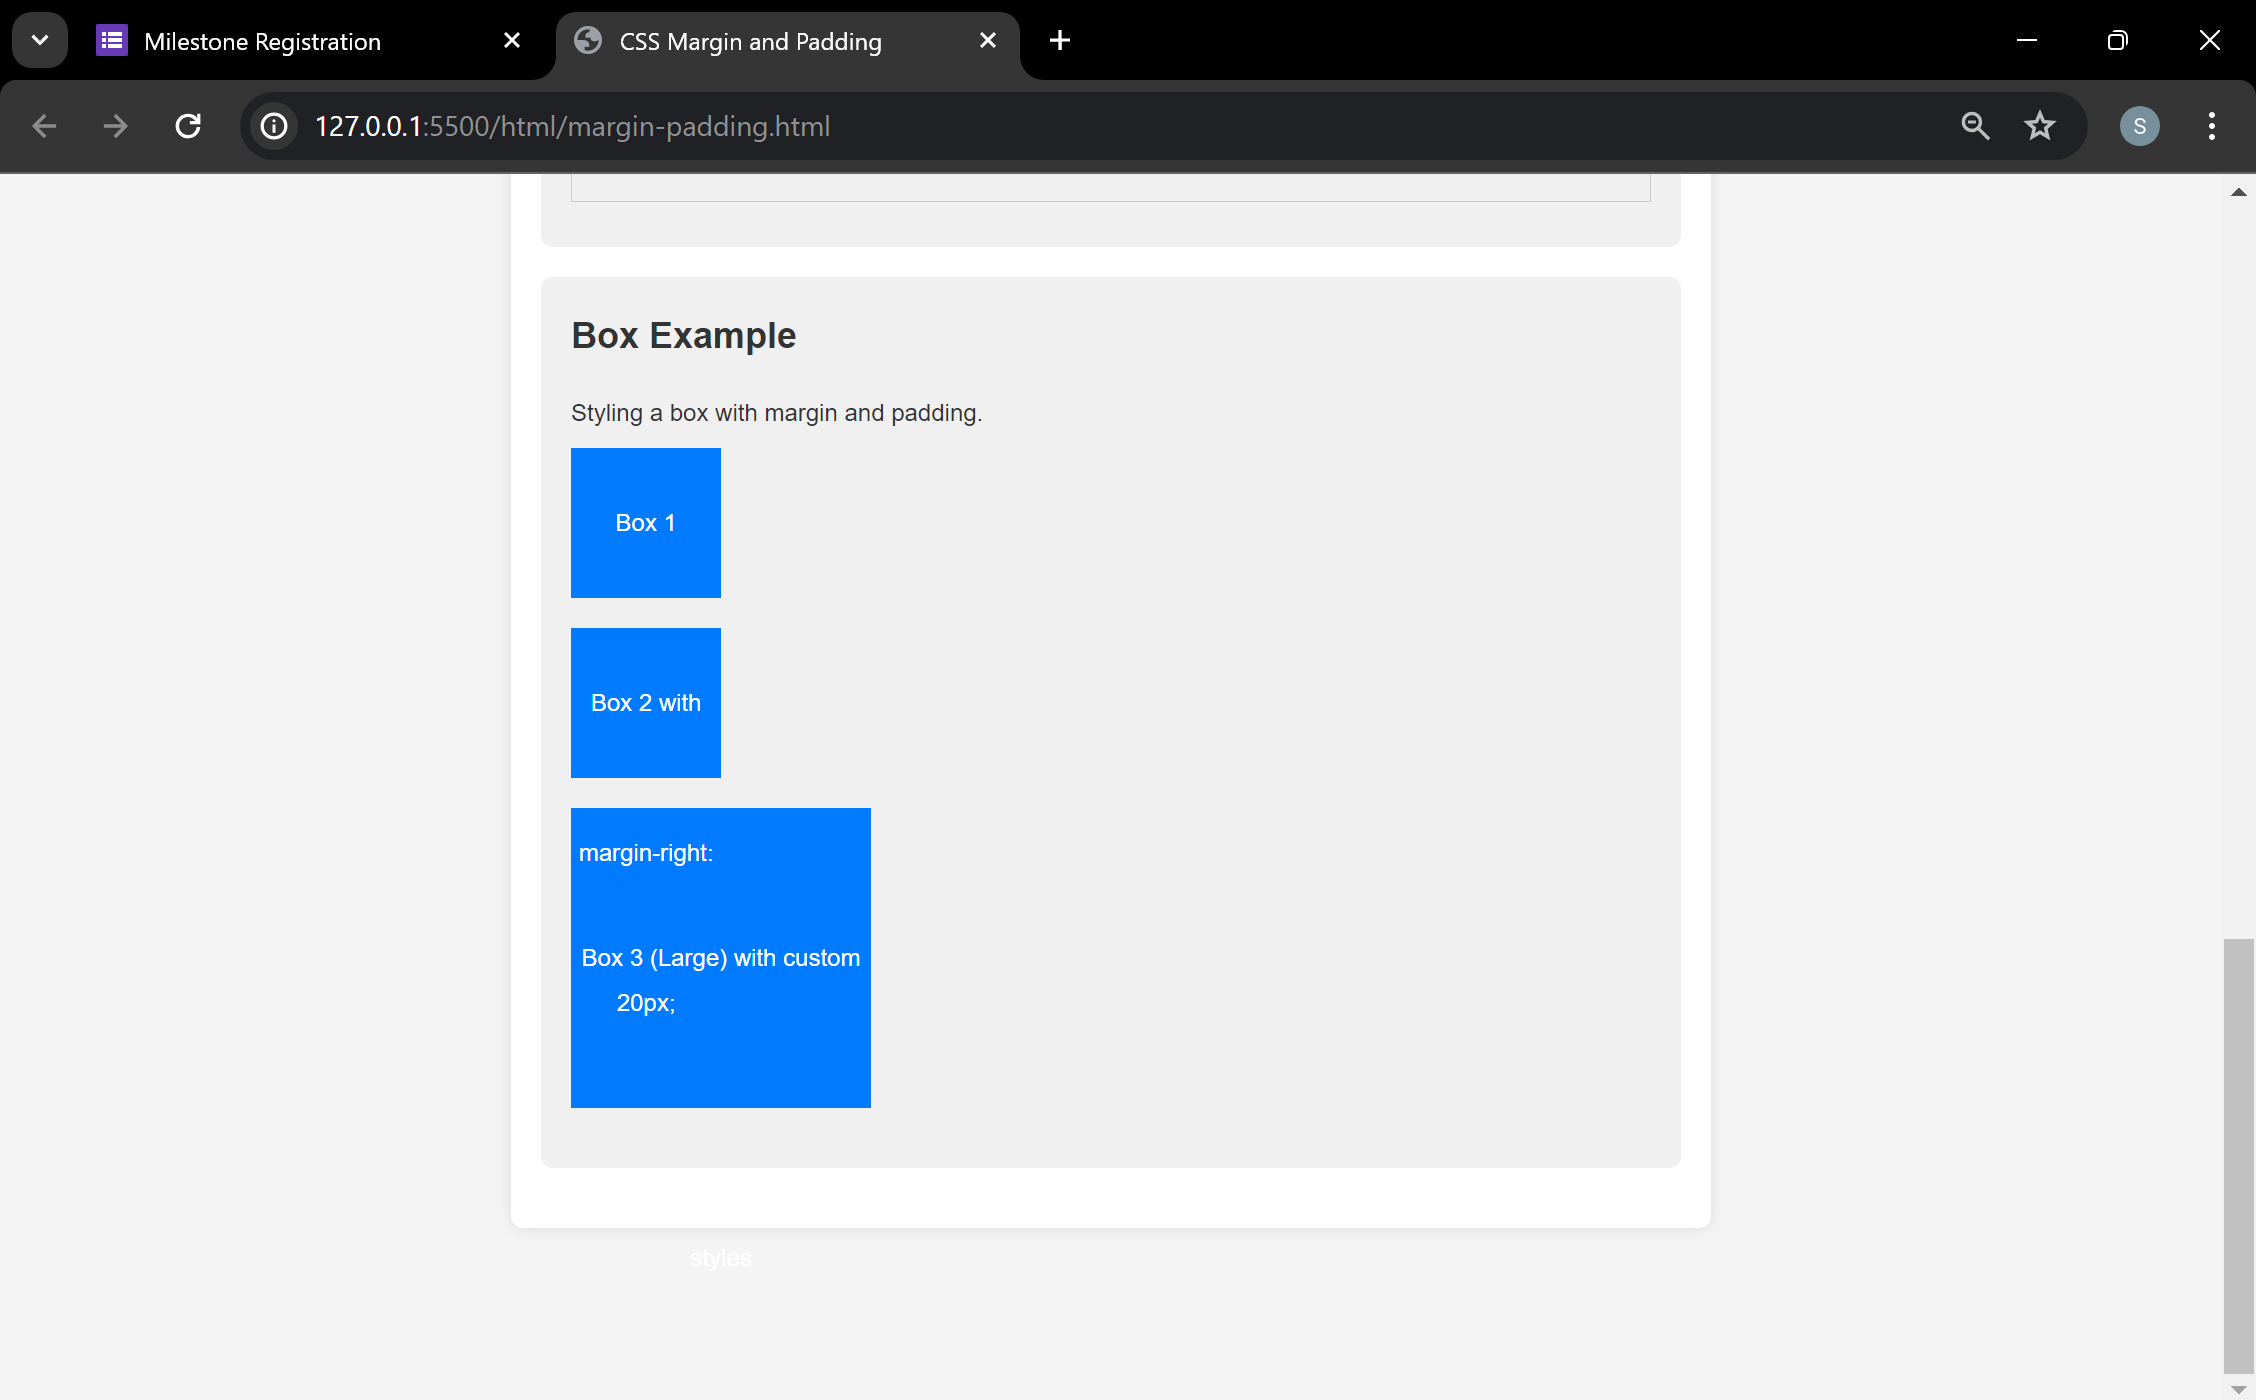 Milestone Registration
CSS Margin and Padding
127.0.0.1:5500/html/margin-padding.html
S
Box Example
Styling a box with margin and padding.
Box 1
Box 2 with
margin-right:
Box 3 (Large) with custom
20px;
styles